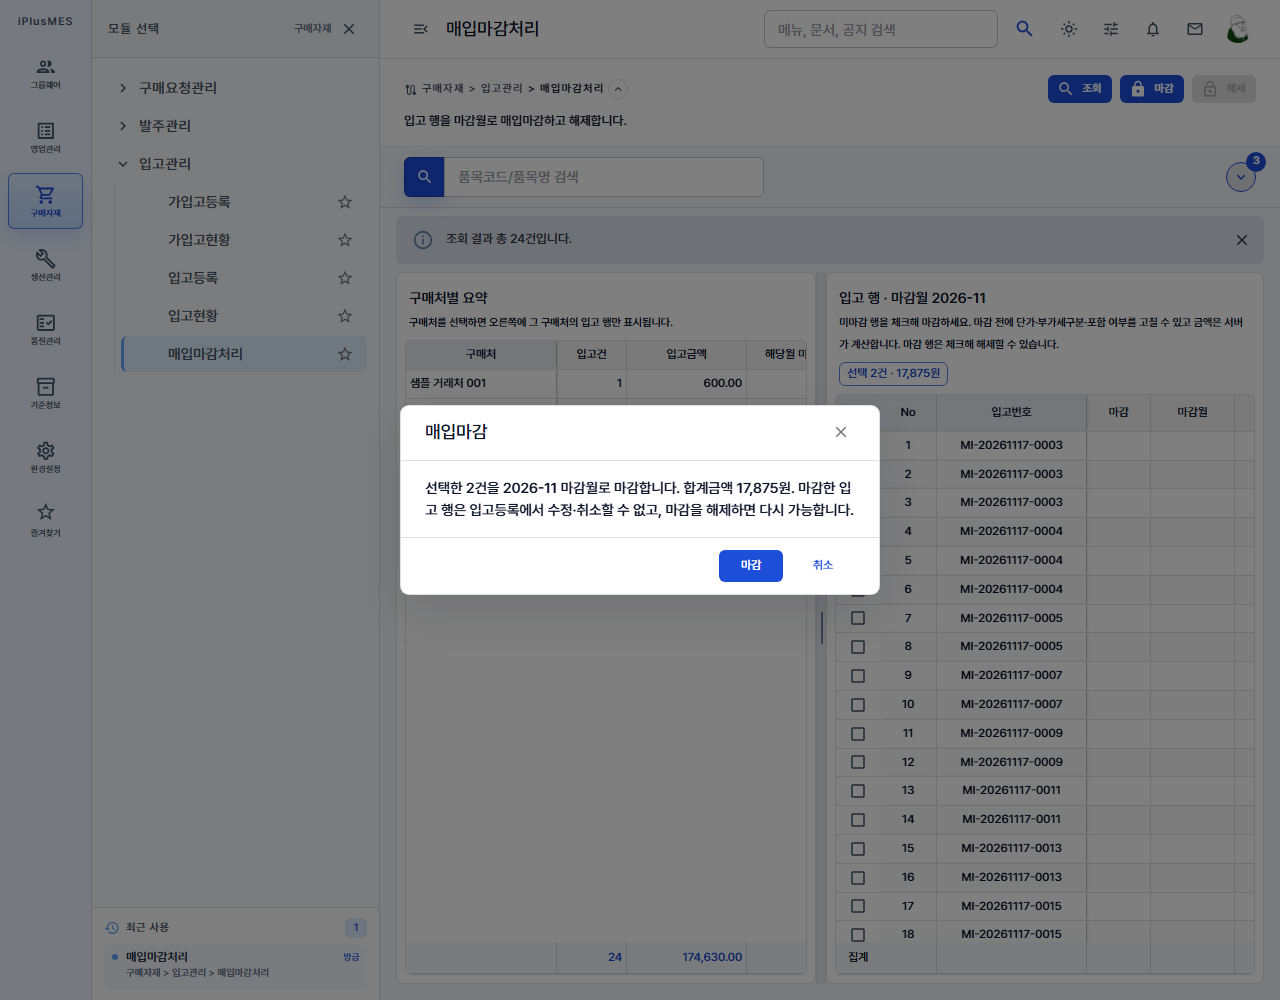 iPlusMES
그룹웨어
영업관리
구매자재
생산관리
품질관리
기준정보
환경설정
즐겨찾기
모듈 선택
구매자재
구매요청관리
발주관리
입고관리
가입고등록
가입고현황
입고등록
입고현황
매입마감처리
최근 사용
1
매입마감처리
방금
구매자재 > 입고관리 > 매입마감처리
매입마감처리
메뉴, 문서, 공지 검색
구매자재 > 입고관리 > 매입마감처리
조회
마감
해제
입고 행을 마감월로 매입마감하고 해제합니다.
품목코드/품목명 검색
3
조회 결과 총 24건입니다.
구매처별 요약
구매처를 선택하면 오른쪽에 그 구매처의 입고 행만 표시됩니다.
구매처 입고건 입고금액 해당월 마
샘플 거래처 001 1 600.00
24 174,630.00
입고 행 · 마감월 2026-11
미마감 행을 체크해 마감하세요. 마감 전에 단가·부가세구분·포함 여부를 고칠 수 있고 금액은 서버
가 계산합니다. 마감 행은 체크해 해제할 수 있습니다.
선택 2건 · 17,875원
No 입고번호 마감 마감월
1 MI-20261117-0003
2 MI-20261117-0003
3 MI-20261117-0003
4 MI-20261117-0004
5 MI-20261117-0004
6 MI-20261117-0004
7 MI-20261117-0005
8 MI-20261117-0005
9 MI-20261117-0007
10 MI-20261117-0007
11 MI-20261117-0009
12 MI-20261117-0009
13 MI-20261117-0011
14 MI-20261117-0011
15 MI-20261117-0013
16 MI-20261117-0013
17 MI-20261117-0015
18 MI-20261117-0015
집계
매입마감
선택한 2건을 2026-11 마감월로 마감합니다. 합계금액 17,875원. 마감한 입
고 행은 입고등록에서 수정·취소할 수 없고, 마감을 해제하면 다시 가능합니다.
마감
취소